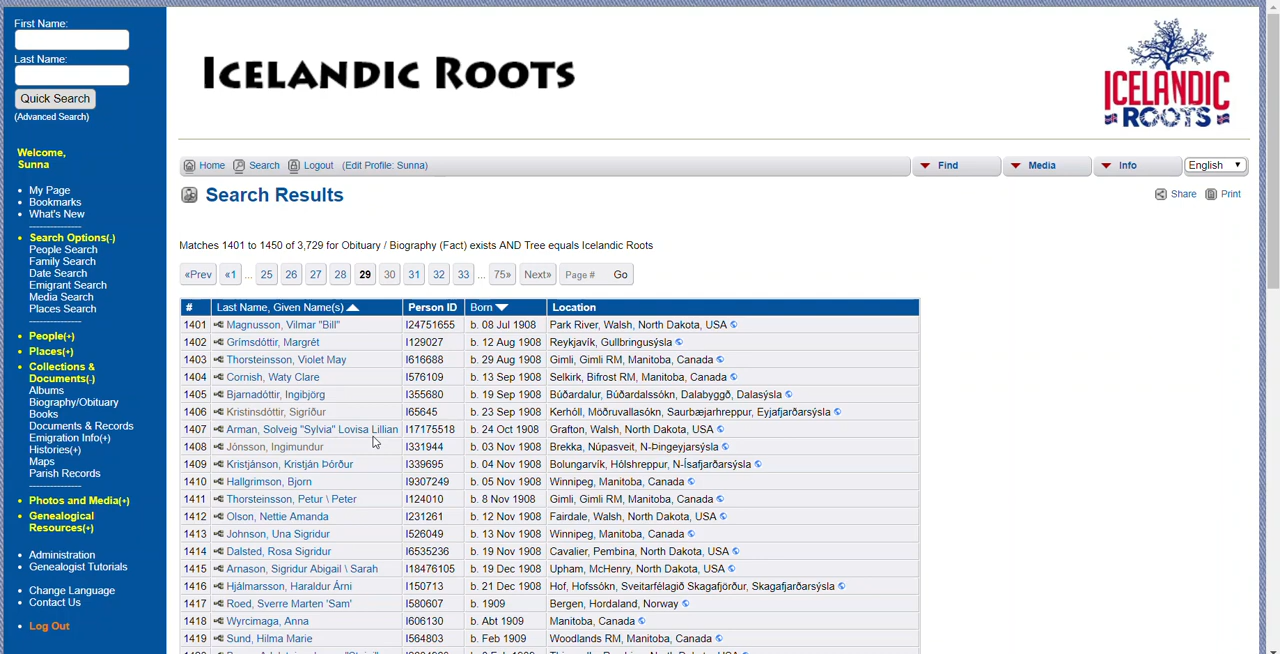 First Name:
Last Name:
Quick Search
(Advanced Search)
Welcome,
Sunna
My Page
Bookmarks
What's New
--------------------
Search Options(-)
People Search
Family Search
Date Search
Emigrant Search
Media Search
Places Search
--------------------
People(+)
Places(+)
Collections &
Documents(-)
Albums
Biography/Obituary
Books
Documents & Records
Emigration Info(+)
Histories(+)
Maps
Parish Records
--------------------
Photos and Media(+)
Genealogical
Resources(+)
Administration
Genealogist Tutorials
Change Language
Contact Us
Log Out
Icelandic Roots
ICELANDIC
ROOTS
Home Search Logout (Edit Profile: Sunna) Find Media Info English
Search Results Share Print
Matches 1401 to 1450 of 3,729 for Obituary / Biography (Fact) exists AND Tree equals Icelandic Roots
«Prev «1 ... 25 26 27 28 29 30 31 32 33 ... 75» Next» Page # Go
# Last Name, Given Name(s) Person ID Born Location
1401 Magnusson, Vilmar "Bill" I24751655 b. 08 Jul 1908 Park River, Walsh, North Dakota, USA
1402 Grímsdóttir, Margrét I129027 b. 12 Aug 1908 Reykjavík, Gullbringusýsla
1403 Thorsteinsson, Violet May I616688 b. 29 Aug 1908 Gimli, Gimli RM, Manitoba, Canada
1404 Cornish, Waty Clare I576109 b. 13 Sep 1908 Selkirk, Bifrost RM, Manitoba, Canada
1405 Bjarnadóttir, Ingibjörg I355680 b. 19 Sep 1908 Búðardalur, Búðardalssókn, Dalabyggð, Dalasýsla
1406 Kristinsdóttir, Sigríður I65645 b. 23 Sep 1908 Kerhóll, Möðruvallasókn, Saurbæjarhreppur, Eyjafjarðarsýsla
1407 Arman, Solveig "Sylvia" Lovisa Lillian I17175518 b. 24 Oct 1908 Grafton, Walsh, North Dakota, USA
1408 Jónsson, Ingimundur I331944 b. 03 Nov 1908 Brekka, Núpasveit, N-Þingeyjarsýsla
1409 Kristjánson, Kristján Þórður I339695 b. 04 Nov 1908 Bolungarvík, Hólshreppur, N-Ísafjarðarsýsla
1410 Hallgrimson, Bjorn I9307249 b. 05 Nov 1908 Winnipeg, Manitoba, Canada
1411 Thorsteinsson, Petur \ Peter I124010 b. 8 Nov 1908 Gimli, Gimli RM, Manitoba, Canada
1412 Olson, Nettie Amanda I231261 b. 12 Nov 1908 Fairdale, Walsh, North Dakota, USA
1413 Johnson, Una Sigridur I526049 b. 13 Nov 1908 Winnipeg, Manitoba, Canada
1414 Dalsted, Rosa Sigridur I6535236 b. 19 Nov 1908 Cavalier, Pembina, North Dakota, USA
1415 Arnason, Sigridur Abigail \ Sarah I18476105 b. 19 Dec 1908 Upham, McHenry, North Dakota, USA
1416 Hjálmarsson, Haraldur Árni I150713 b. 21 Dec 1908 Hof, Hofssókn, Sveitarfélagið Skagafjörður, Skagafjarðarsýsla
1417 Roed, Sverre Marten 'Sam' I580607 b. 1909 Bergen, Hordaland, Norway
1418 Wyrcimaga, Anna I606130 b. Abt 1909 Manitoba, Canada
1419 Sund, Hilma Marie I564803 b. Feb 1909 Woodlands RM, Manitoba, Canada